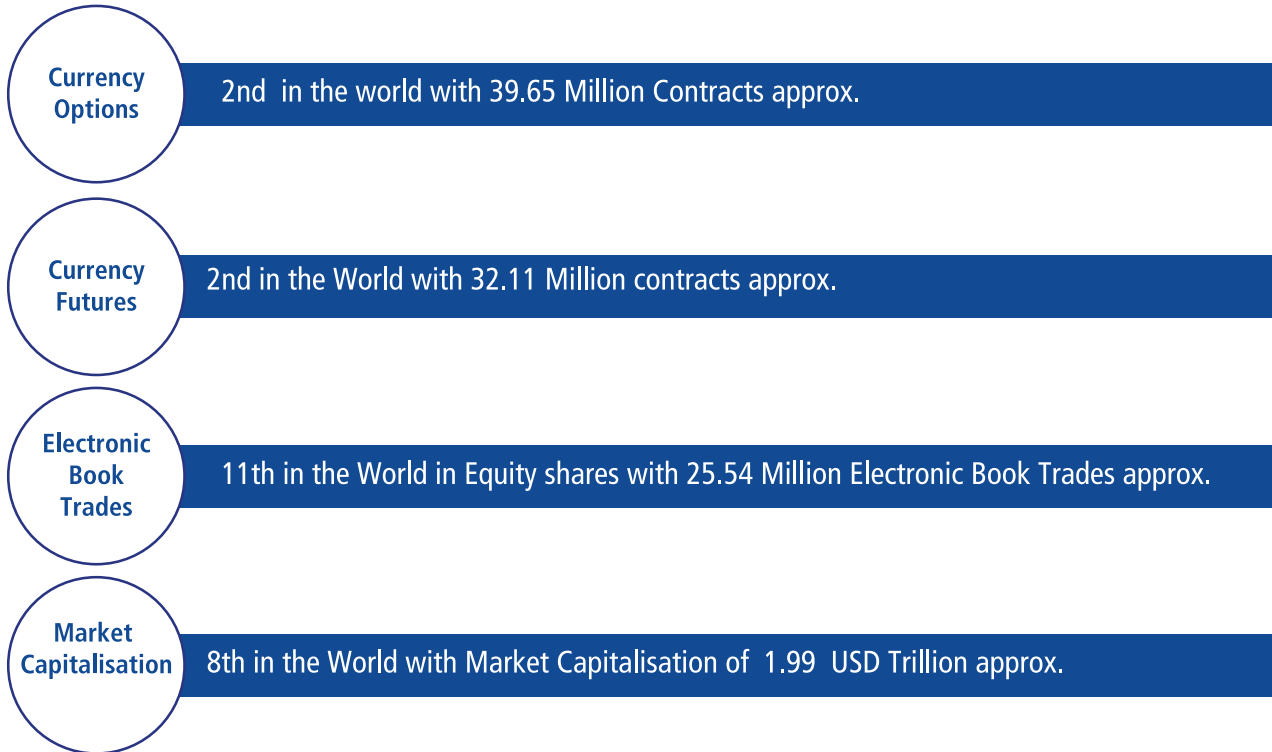 Currency
Options
2nd in the world with 39.65 Million Contracts approx.
Currency
Futures
2nd in the World with 32.11 Million contracts approx.
Electronic
Book
Trades
11th in the World in Equity shares with 25.54 Million Electronic Book Trades approx.
Market
Capitalisation
8th in the World with Market Capitalisation of 1.99 USD Trillion approx.